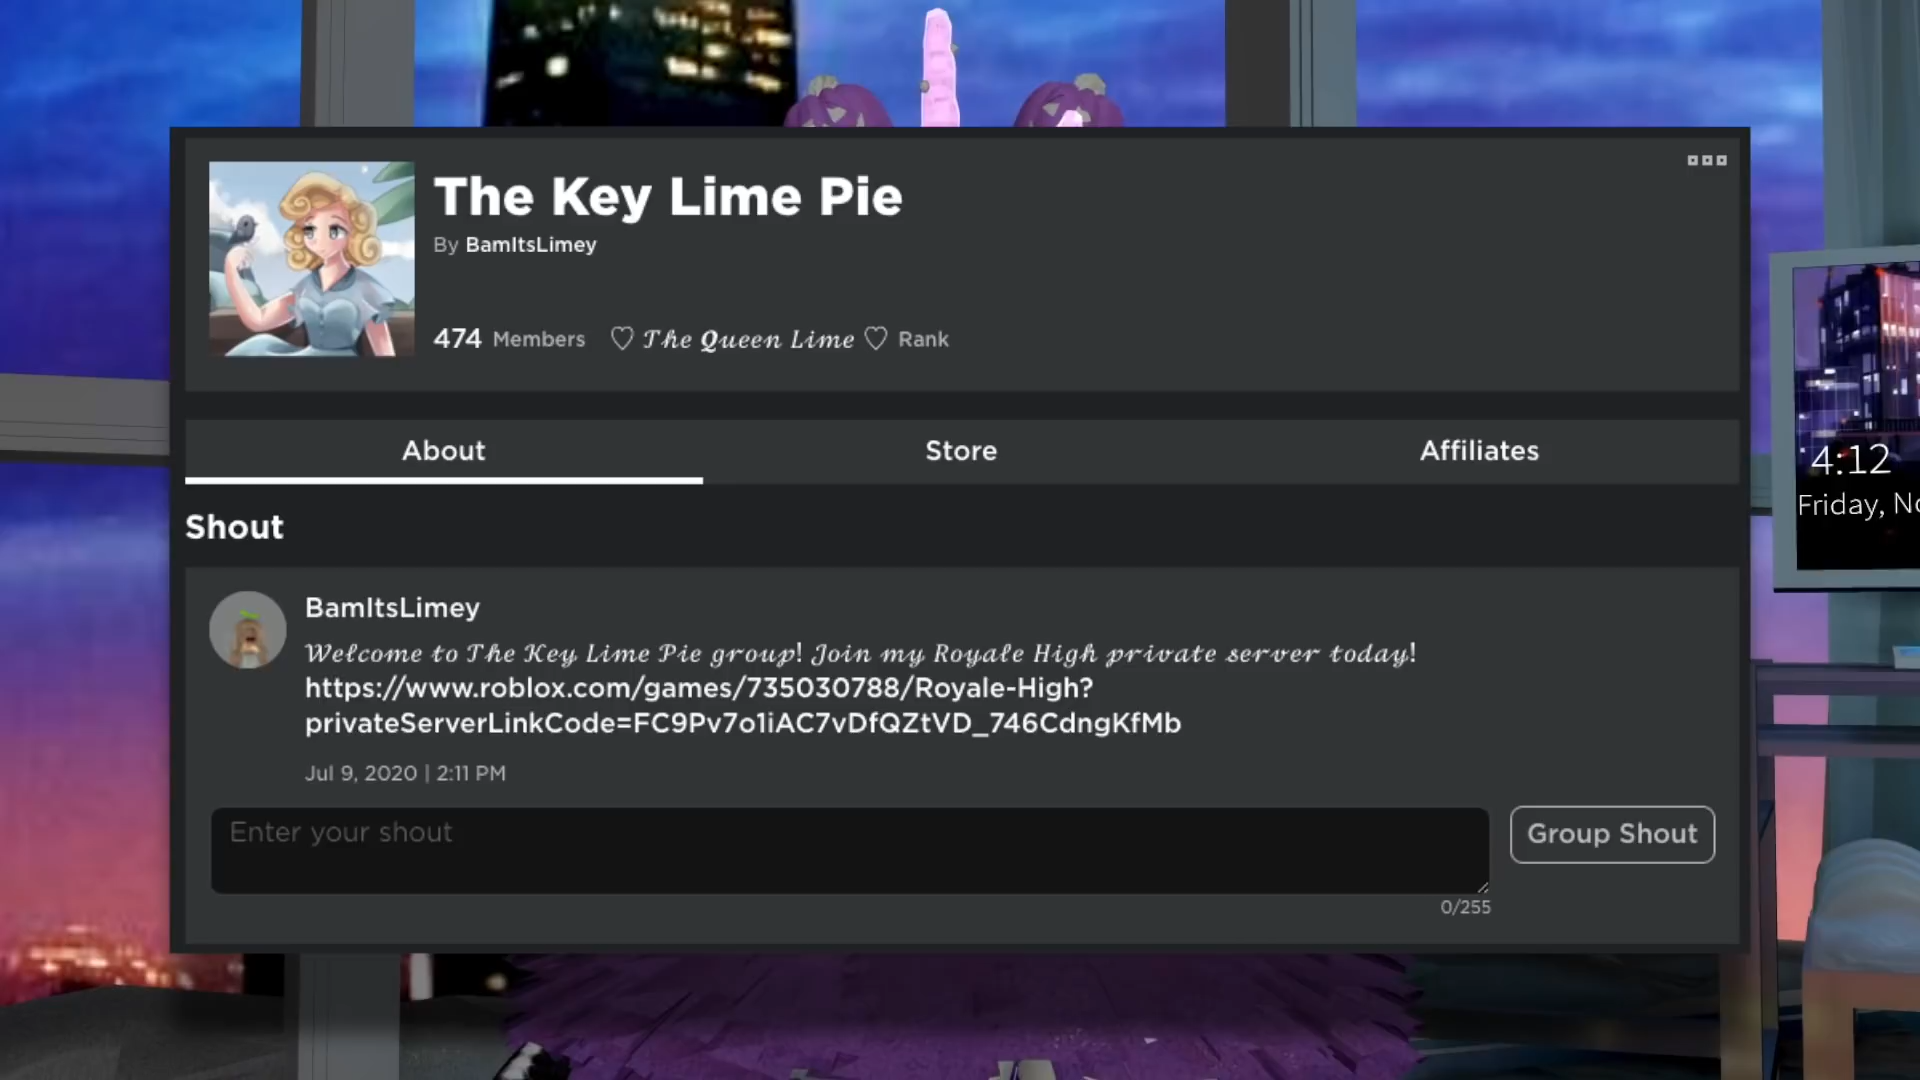 The Key Lime Pie
By BamItsLimey
474 Members ♡ 𝒯𝒽𝑒 𝒬𝓊𝑒𝑒𝓃 𝐿𝒾𝓂𝑒 ♡ Rank
About Store Affiliates
4:12
Friday, No
Shout
BamItsLimey
𝒲𝑒𝓁𝒸𝑜𝓂𝑒 𝓉𝑜 𝒯𝒽𝑒 𝒦𝑒𝓎 𝐿𝒾𝓂𝑒 𝒫𝒾𝑒 𝑔𝓇𝑜𝓊𝓅! 𝒥𝑜𝒾𝓃 𝓂𝓎 𝑅𝑜𝓎𝒶𝓁𝑒 𝐻𝒾𝑔𝒽 𝓅𝓇𝒾𝓋𝒶𝓉𝑒 𝓈𝑒𝓇𝓋𝑒𝓇 𝓉𝑜𝒹𝒶𝓎!
https://www.roblox.com/games/735030788/Royale-High?
privateServerLinkCode=FC9Pv7o1iAC7vDfQZtVD_746CdngKfMb
Jul 9, 2020 | 2:11 PM
Enter your shout
Group Shout
0/255